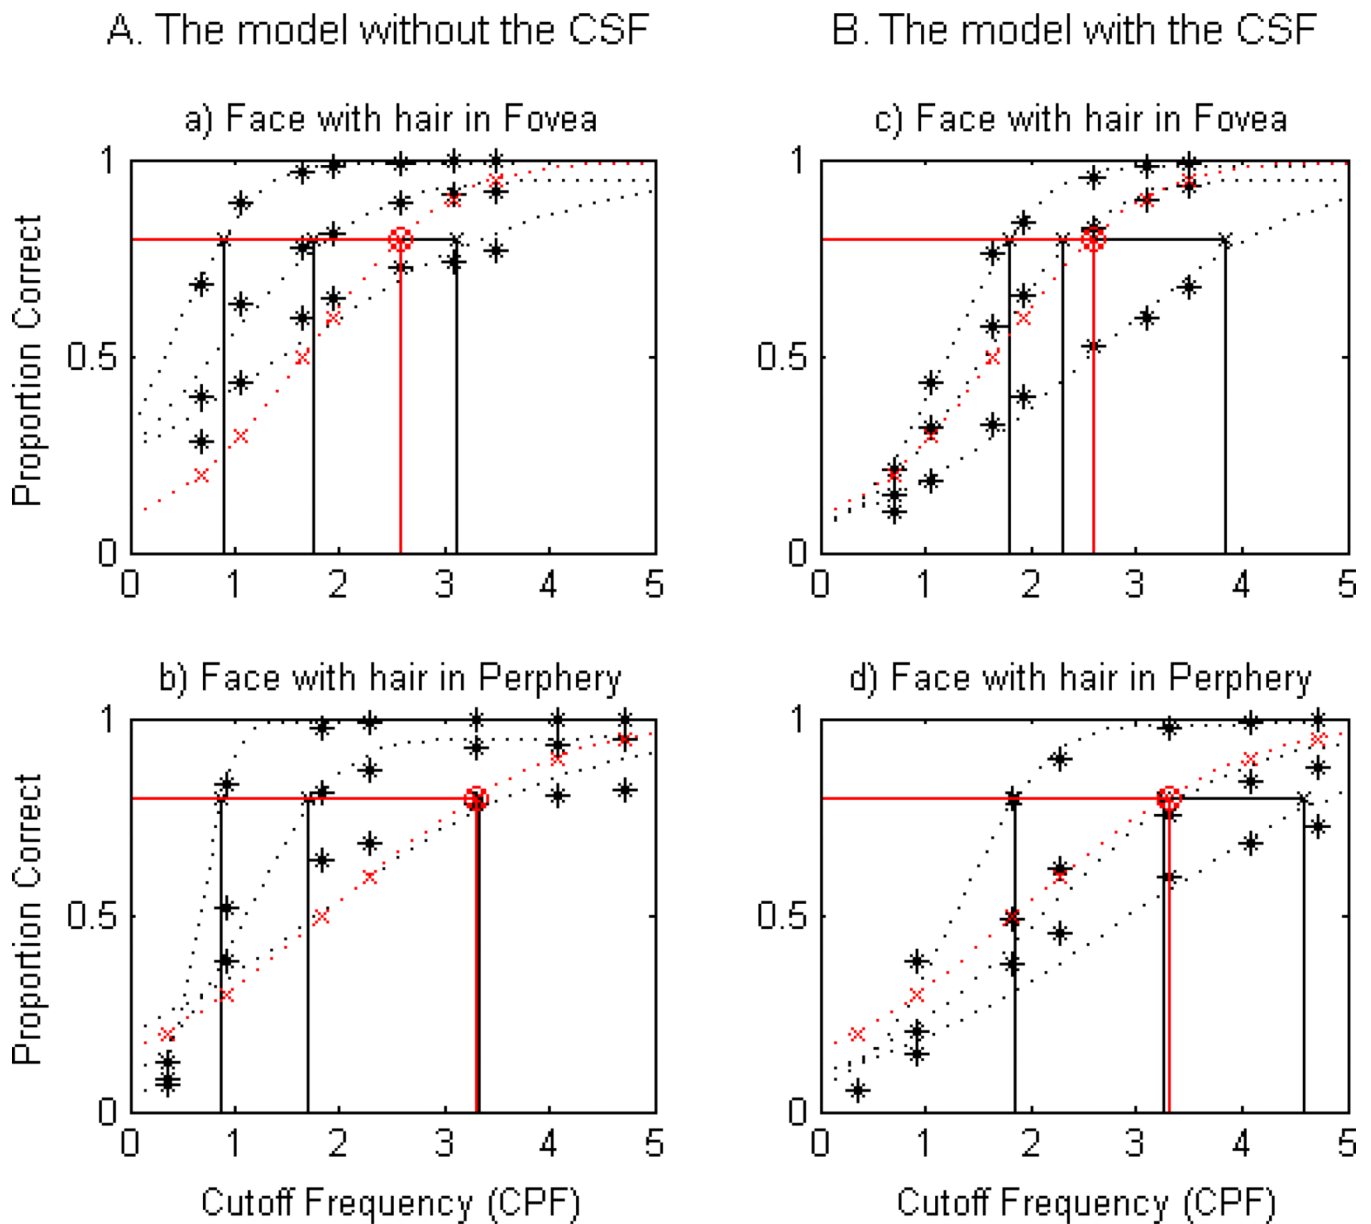 A. The model without the CSF
B. The model with the CSF
a) Face with hair in Fovea
c) Face with hair in Fovea
Proportion Correct
1
0.5
0
0 1 2 3 4 5
1
0.5
0
0 1 2 3 4 5
b) Face with hair in Perphery
d) Face with hair in Perphery
Proportion Correct
1
0.5
0
0 1 2 3 4 5
1
0.5
0
0 1 2 3 4 5
Cutoff Frequency (CPF)
Cutoff Frequency (CPF)